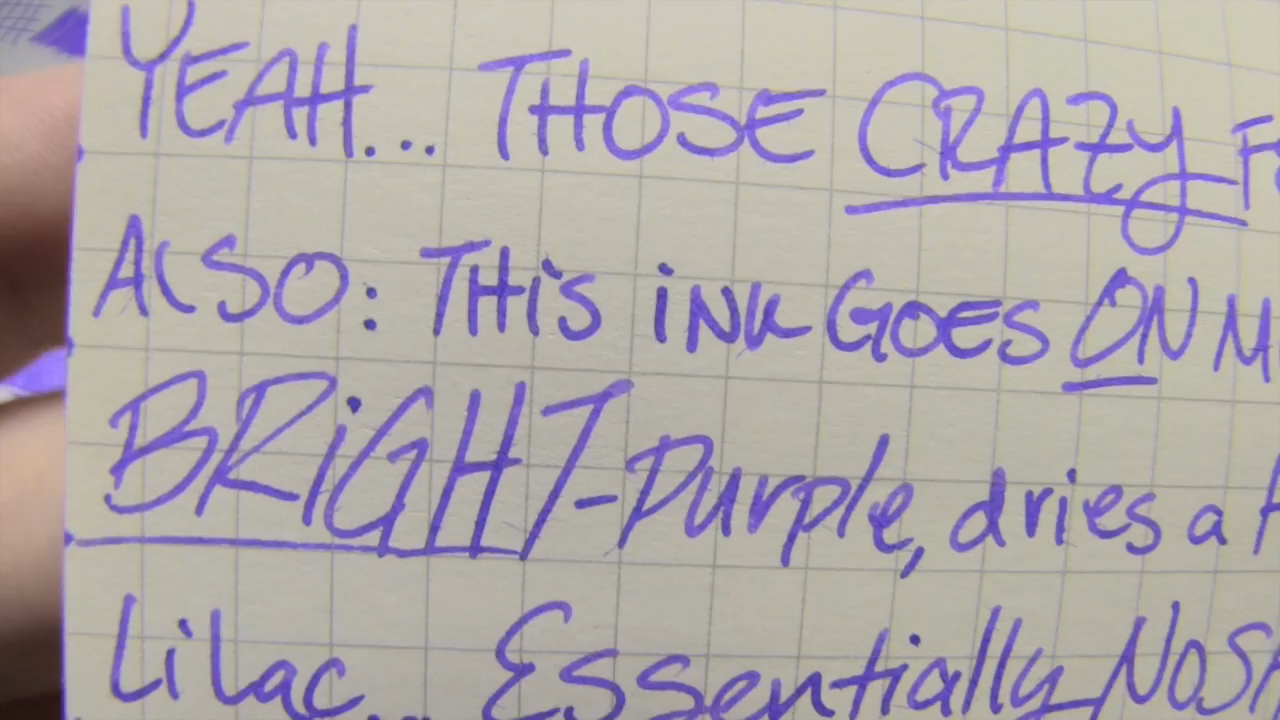 YEAH... THOSE CRAZY
ALSO: THiS iNK GOES ON
BRiGHT-Purple, dries a
Lilac... Essentially